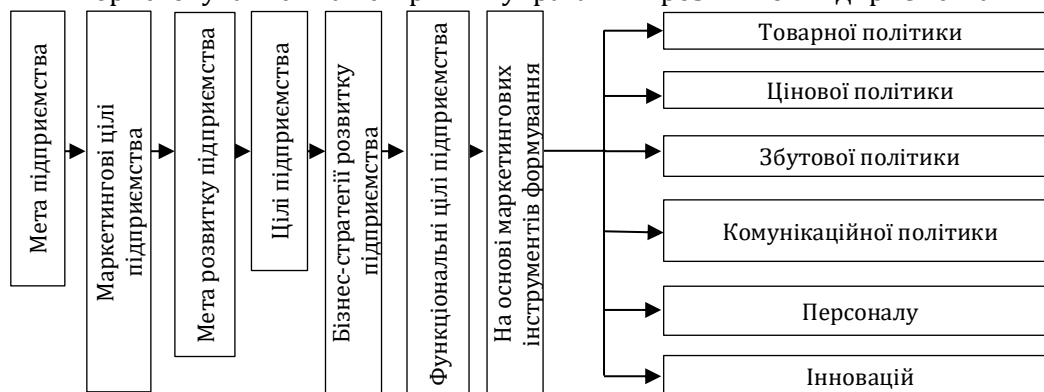 Мета підприємства
Маркетингові цілі
підприємства
Мета розвитку підприємства
Цілі підприємства
Бізнес-стратегії розвитку
підприємства
Функціональні цілі підприємства
На основі маркетингових
інструментів формування
Товарної політики
Цінової політики
Збутової політики
Комунікаційної політики
Персоналу
Інновацій